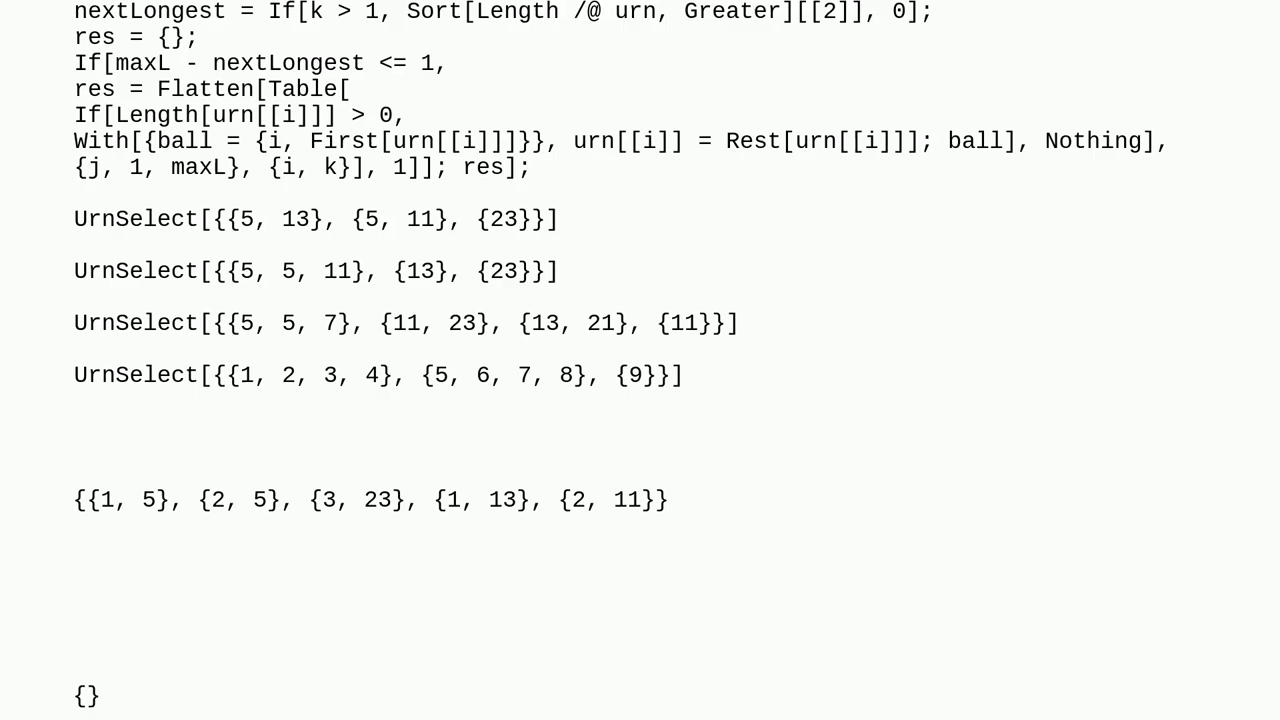 nextLongest = If[k > 1, Sort[Length /@ urn, Greater][[2]], 0];
res = {};
If[maxL - nextLongest <= 1,
res = Flatten[Table[
If[Length[urn[[i]]] > 0,
With[{ball = {i, First[urn[[i]]]}}, urn[[i]] = Rest[urn[[i]]]; ball], Nothing],
{j, 1, maxL}, {i, k}], 1]]; res];
UrnSelect[{{5, 13}, {5, 11}, {23}}]
UrnSelect[{{5, 5, 11}, {13}, {23}}]
UrnSelect[{{5, 5, 7}, {11, 23}, {13, 21}, {11}}]
UrnSelect[{{1, 2, 3, 4}, {5, 6, 7, 8}, {9}}]
{{1, 5}, {2, 5}, {3, 23}, {1, 13}, {2, 11}}
{}